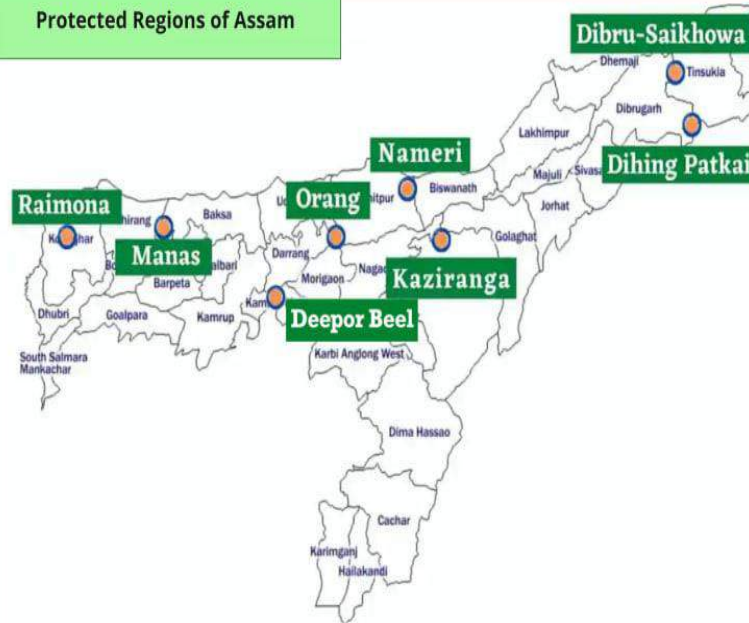 Protected Regions of Assam
Dibru-Saikhowa
Dhemaji
Tinsukia
Dibrugarh
Lakhimpur
Dihing Patkai
Nameri
Biswanath
Majuli
Jorhat
Orang
Raimona
Baksa
Manas
Darrang
Golaghat
Kaziranga
Morigaon
Barpeta
Dhubri
Goalpara
Kamrup
Deepor Beel
South Salmara
Mankachar
Karbi Anglong West
Dima Hassao
Cachar
Karimganj
Hailakandi